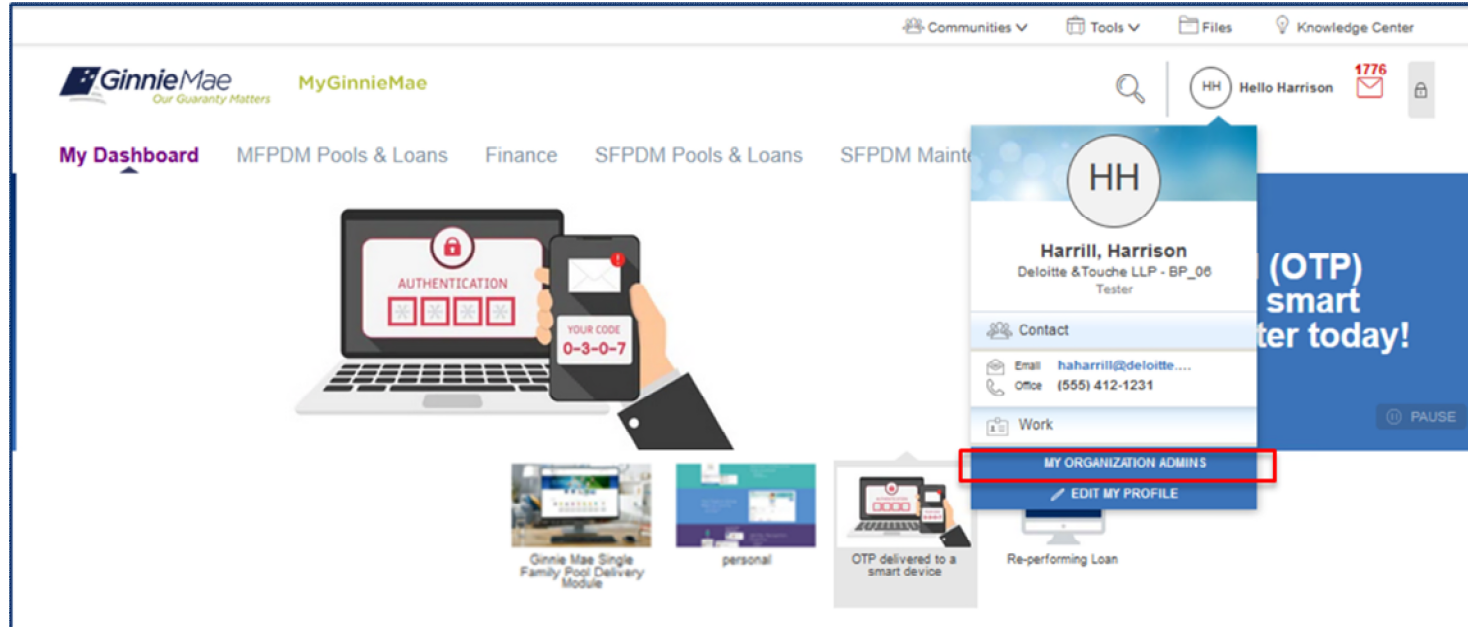 Communities
Tools
Files
Knowledge Center
GinnieMae
Our Guaranty Matters
MyGinnieMae
HH
Hello Harrison
1776
My Dashboard
MFPDM Pools & Loans
Finance
SFPDM Pools & Loans
SFPDM Mainte
HH
Harrill, Harrison
Deloitte &Touche LLP - BP_06
Tester
Contact
Email haharrill@deloitte....
Office (555) 412-1231
Work
MY ORGANIZATION ADMINS
EDIT MY PROFILE
AUTHENTICATION
YOUR CODE
0-3-0-7
(OTP)
smart
ter today!
PAUSE
Ginnie Mae Single
Family Pool Delivery
Module
personal
OTP delivered to a
smart device
Re-performing Loan